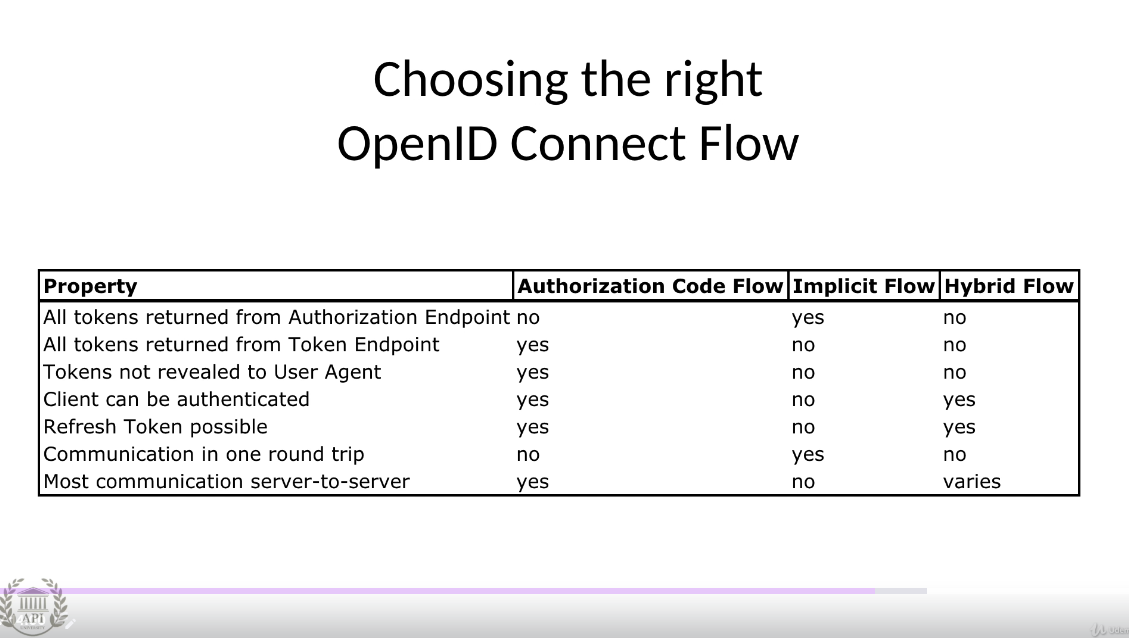 Choosing the right
OpenID Connect Flow
Property Authorization Code Flow Implicit Flow Hybrid Flow
All tokens returned from Authorization Endpoint no yes no
All tokens returned from Token Endpoint yes no no
Tokens not revealed to User Agent yes no no
Client can be authenticated yes no yes
Refresh Token possible yes no yes
Communication in one round trip no yes no
Most communication server-to-server yes no varies
API